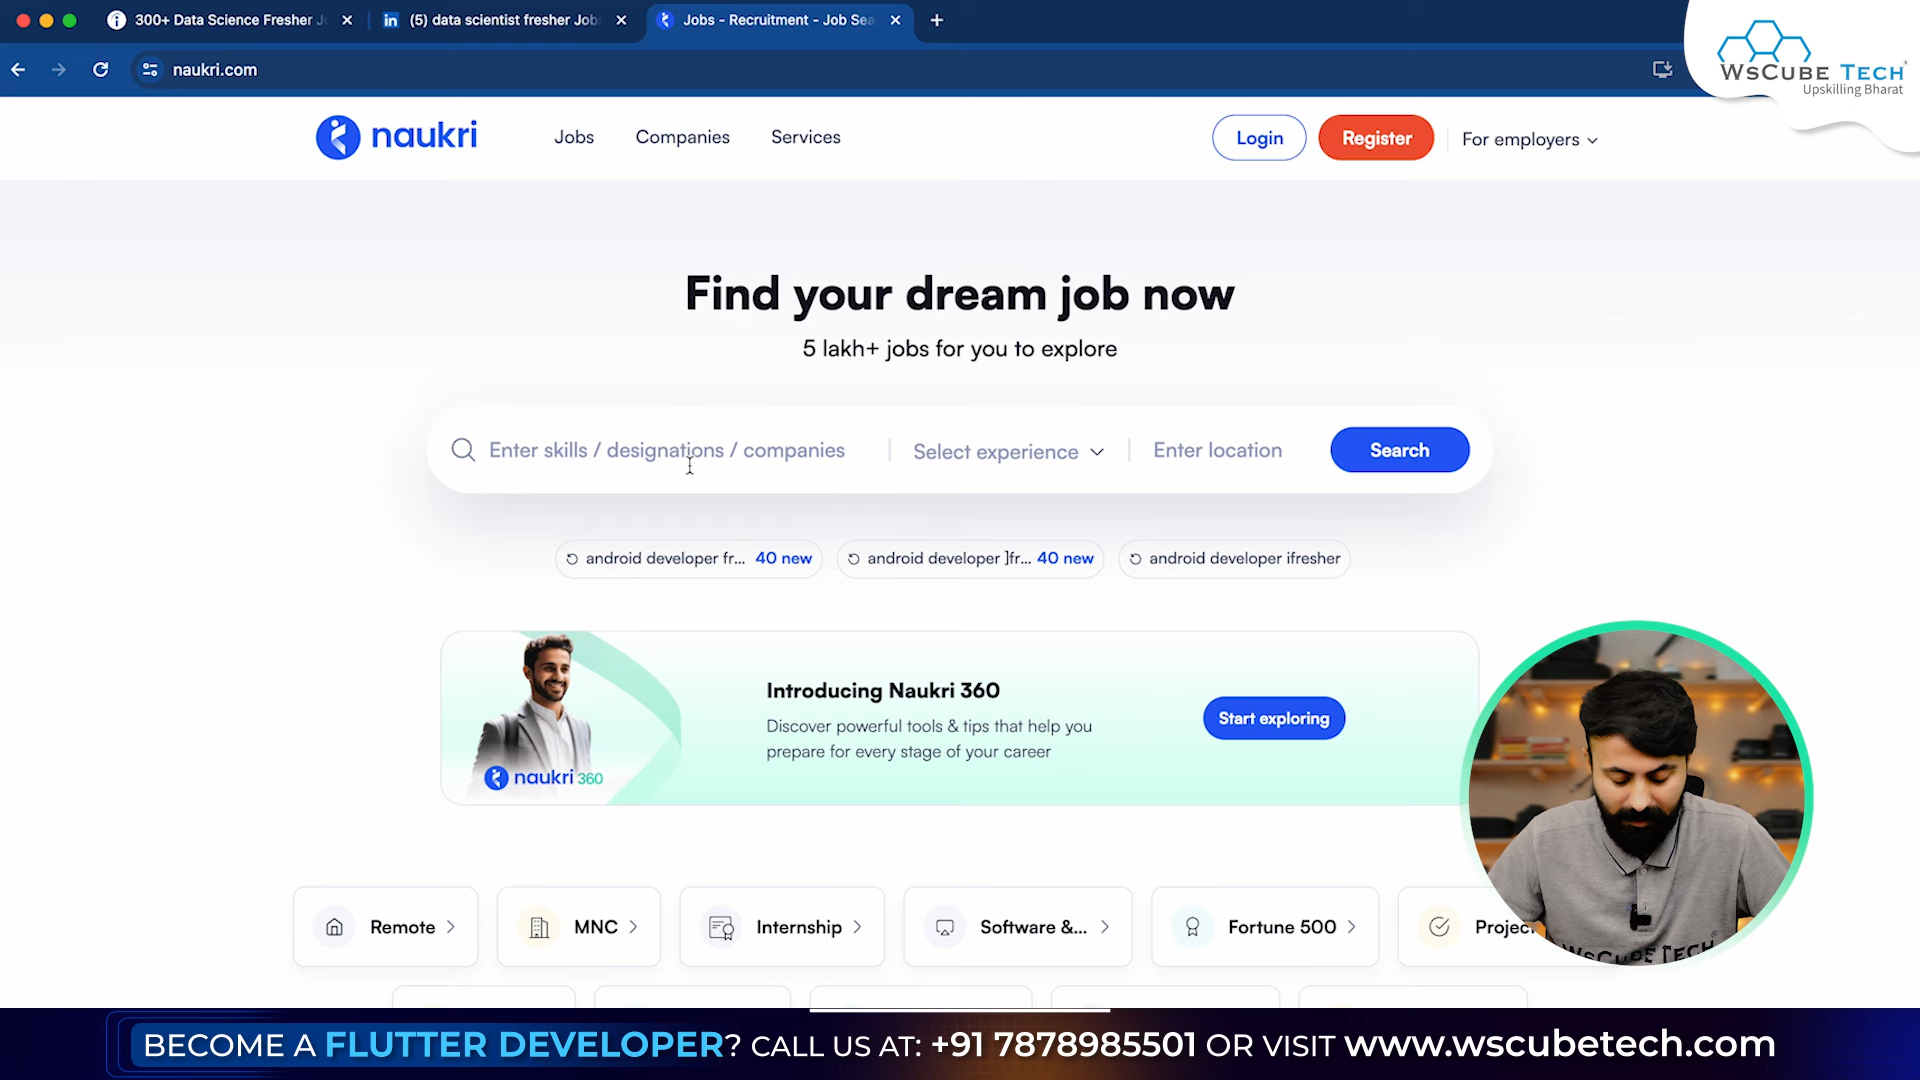 300+ Data Science Fresher J
(5) data scientist fresher Job
Jobs - Recruitment - Job Sea
naukri.com
WsCube Tech
Upskilling Bharat
naukri
Jobs
Companies
Services
Login
Register
For employers
Find your dream job now
5 lakh+ jobs for you to explore
Enter skills / designations / companies
Select experience
Enter location
Search
android developer fr... 40 new
android developer ]fr... 40 new
android developer ifresher
Introducing Naukri 360
Discover powerful tools & tips that help you
prepare for every stage of your career
Start exploring
naukri 360
Remote
MNC
Internship
Software &...
Fortune 500
Projec
WSCUBE TECH
BECOME A FLUTTER DEVELOPER? CALL US AT: +91 7878985501 OR VISIT www.wscubetech.com